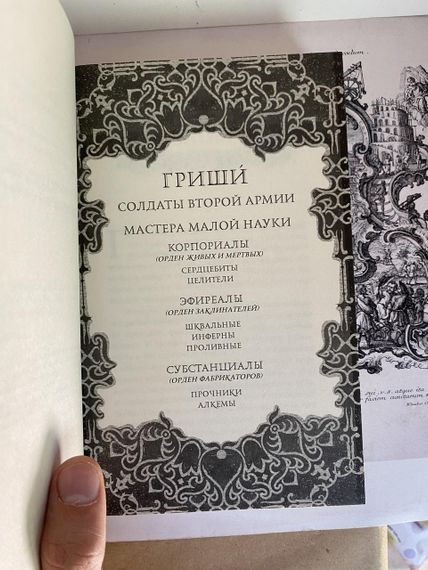 ГРИШИ́
СОЛДАТЫ ВТОРОЙ АРМИИ
МАСТЕРА МАЛОЙ НАУКИ
КОРПОРИАЛЫ
(ОРДЕН ЖИВЫХ И МЕРТВЫХ)
СЕРДЦЕБИТЫ
ЦЕЛИТЕЛИ
ЭФИРЕАЛЫ
(ОРДЕН ЗАКЛИНАТЕЛЕЙ)
ШКВАЛЬНЫЕ
ИНФЕРНЫ
ПРОЛИВНЫЕ
СУБСТАНЦИАЛЫ
(ОРДЕН ФАБРИКАТОРОВ)
ПРОЧНИКИ
АЛКЕМЫ